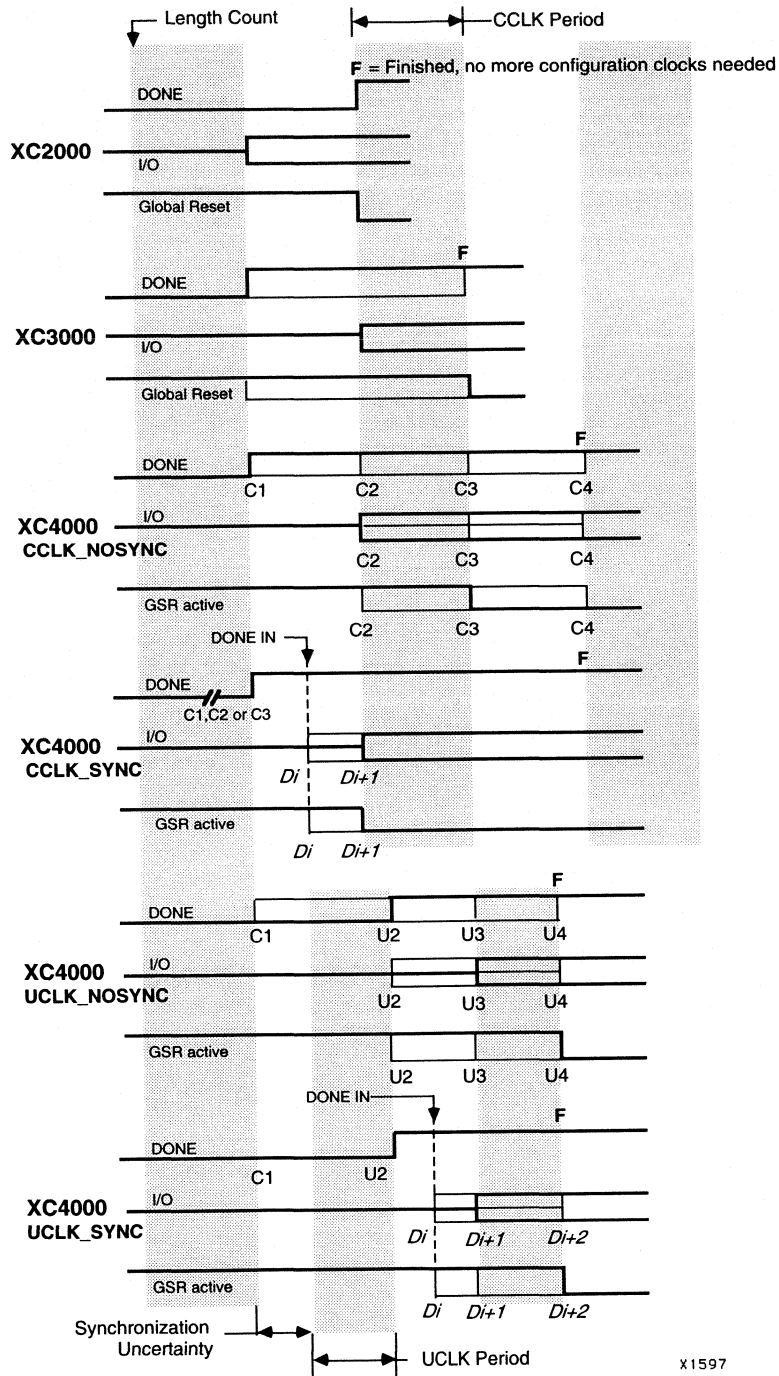 Length Count
CCLK Period
F = Finished, no more configuration clocks needed
DONE
XC2000
I/O
Global Reset
F
DONE
XC3000
I/O
Global Reset
F
DONE
C1 C2 C3 C4
I/O
XC4000
CCLK_NOSYNC
C2 C3 C4
GSR active
C2 C3 C4
DONE IN
F
DONE
C1,C2 or C3
I/O
XC4000
CCLK_SYNC
Di Di+1
GSR active
Di Di+1
F
DONE
C1 U2 U3 U4
I/O
XC4000
UCLK_NOSYNC
U2 U3 U4
GSR active
U2 U3 U4
DONE IN
F
DONE
C1 U2
I/O
XC4000
UCLK_SYNC
Di Di+1 Di+2
GSR active
Di Di+1 Di+2
Synchronization
Uncertainty
UCLK Period
X1597